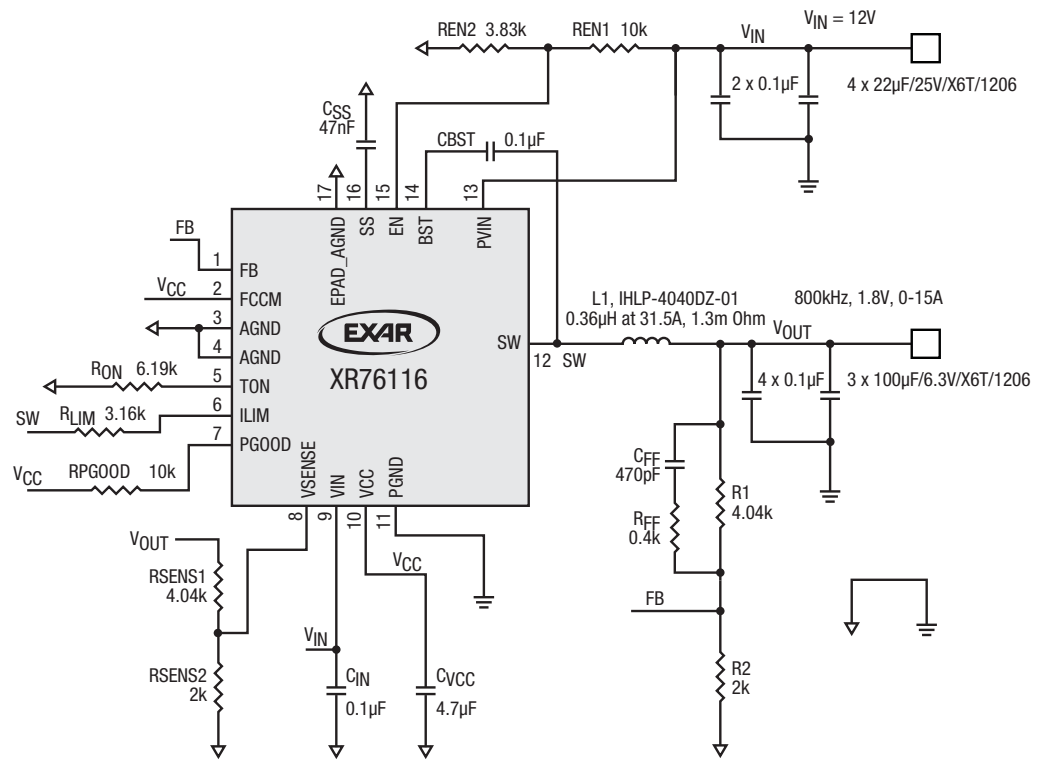 REN2 3.83k
REN1 10k
VIN
VIN = 12V
2 x 0.1µF
4 x 22µF/25V/X6T/1206
CSS
47nF
CBST
0.1µF
17
16
15
14
13
EPAD_AGND
SS
EN
BST
PVIN
FB
1
FB
VCC
2
FCCM
3
AGND
4
AGND
RON 6.19k
5
TON
SW
RLIM 3.16k
6
ILIM
7
PGOOD
VCC
RPGOOD 10k
EXAR
XR76116
SW
12
SW
L1, IHLP-4040DZ-01
0.36µH at 31.5A, 1.3m Ohm
800kHz, 1.8V, 0-15A
VOUT
4 x 0.1µF
3 x 100µF/6.3V/X6T/1206
VSENSE
VIN
VCC
PGND
8
9
10
11
VOUT
RSENS1
4.04k
RSENS2
2k
VIN
CIN
0.1µF
VCC
CVCC
4.7µF
CFF
470pF
RFF
0.4k
R1
4.04k
FB
R2
2k